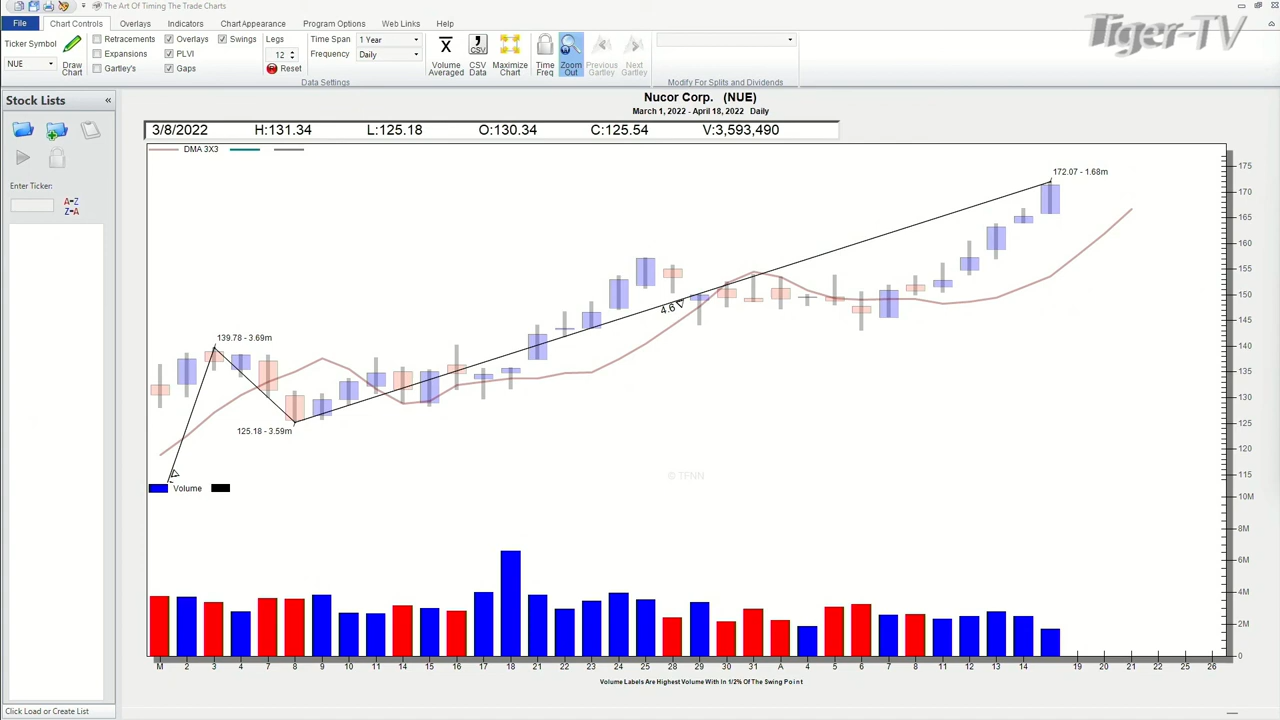 The Art Of Timing The Trade Charts
Tiger-TV
File Chart Controls Overlays Indicators Chart Appearance Program Options Web Links Help
Ticker Symbol
NUE
Draw Chart
Retracements Overlays Swings
Expansions PLVI
Gartley's Gaps
Legs
12
Reset
Time Span 1 Year
Frequency Daily
Data Settings
Volume Averaged
CSV Data
Maximize Chart
Time Freq
Zoom Out
Previous Gartley
Next Gartley
Modify For Splits and Dividends
Stock Lists «
Enter Ticker:
A-Z
Z-A
Click Load or Create List
Nucor Corp. (NUE)
March 1, 2022 - April 18, 2022 Daily
3/8/2022 H:131.34 L:125.18 O:130.34 C:125.54 V:3,593,490
DMA 3X3
172.07 - 1.68m
139.78 - 3.69m
125.18 - 3.59m
4.6
© TFNN
Volume
175
170
165
160
155
150
145
140
135
130
125
120
115
10M
8M
6M
4M
2M
0
M 2 3 4 7 8 9 10 11 14 15 16 17 18 21 22 23 24 25 28 29 30 31 A 4 5 6 7 8 11 12 13 14 19 20 21 22 25 26
Volume Labels Are Highest Volume With In 1/2% Of The Swing Point